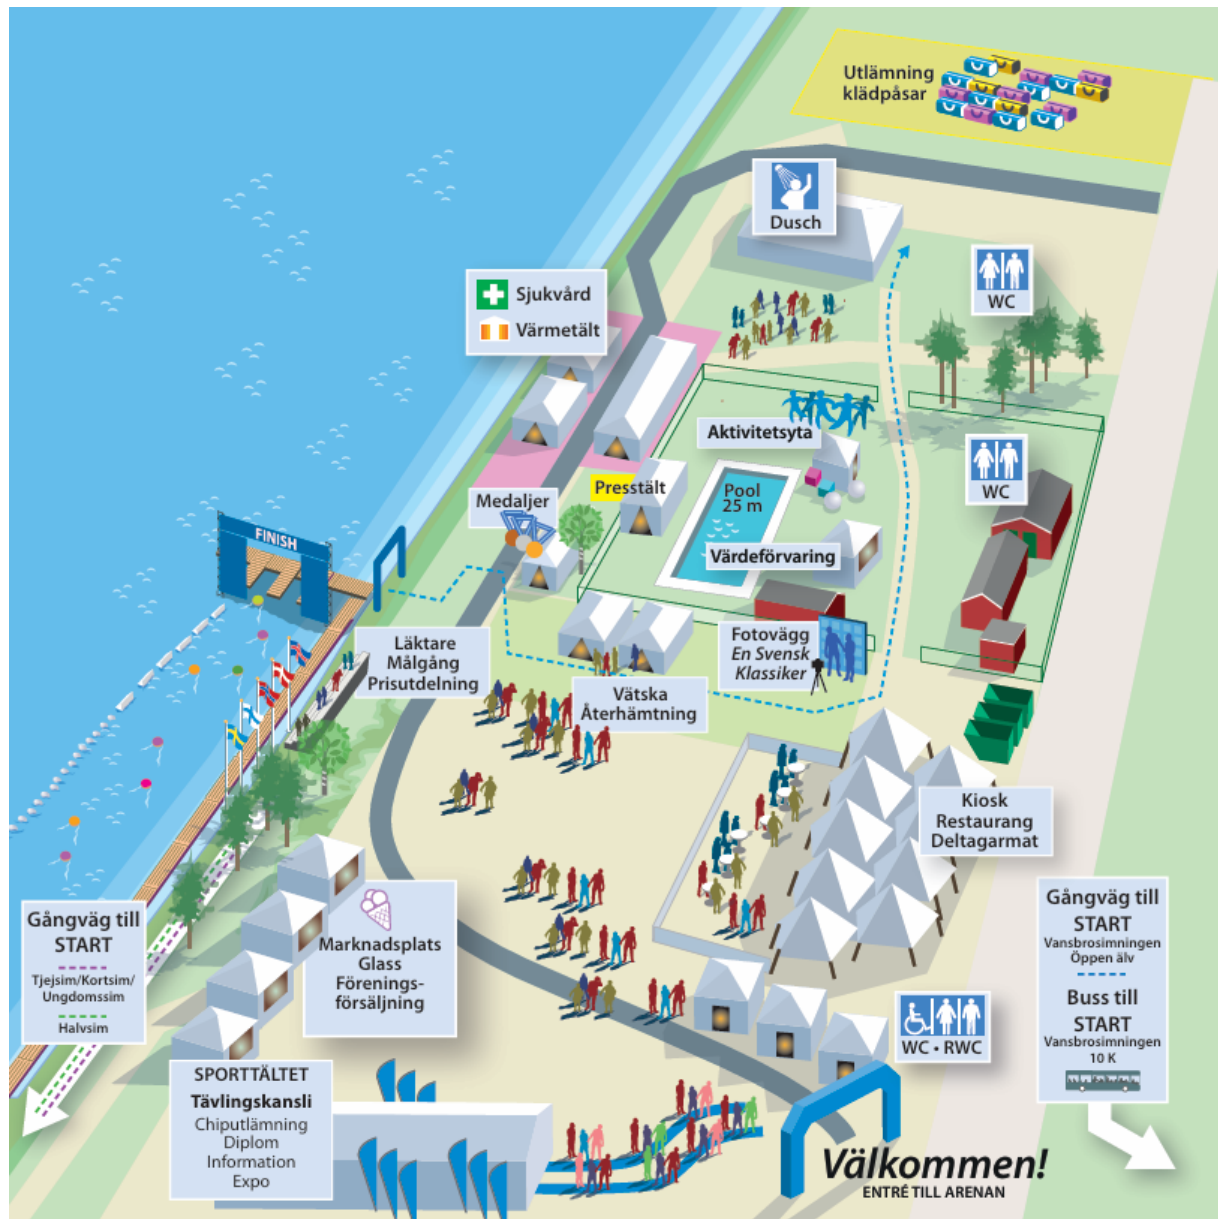 Utlämning
klädpåsar
Dusch
WC
Sjukvård
Värmetält
Aktivitetsyta
WC
Presstält
Pool
25 m
Medaljer
FINISH
Värdeförvaring
Läktare
Målgång
Prisutdelning
Fotovägg
En Svensk
Klassiker
Vätska
Återhämtning
Kiosk
Restaurang
Deltagarmat
Gångväg till
START
Tjejsim/Kortsim/
Ungdomssim
Halvsim
Marknadsplats
Glass
Förenings-
försäljning
Gångväg till
START
Vansbrosimningen
Öppen älv
Buss till
START
Vansbrosimningen
10 K
WC • RWC
SPORTTÄLTET
Tävlingskansli
Chiputlämning
Diplom
Information
Expo
Välkommen!
ENTRÉ TILL ARENAN